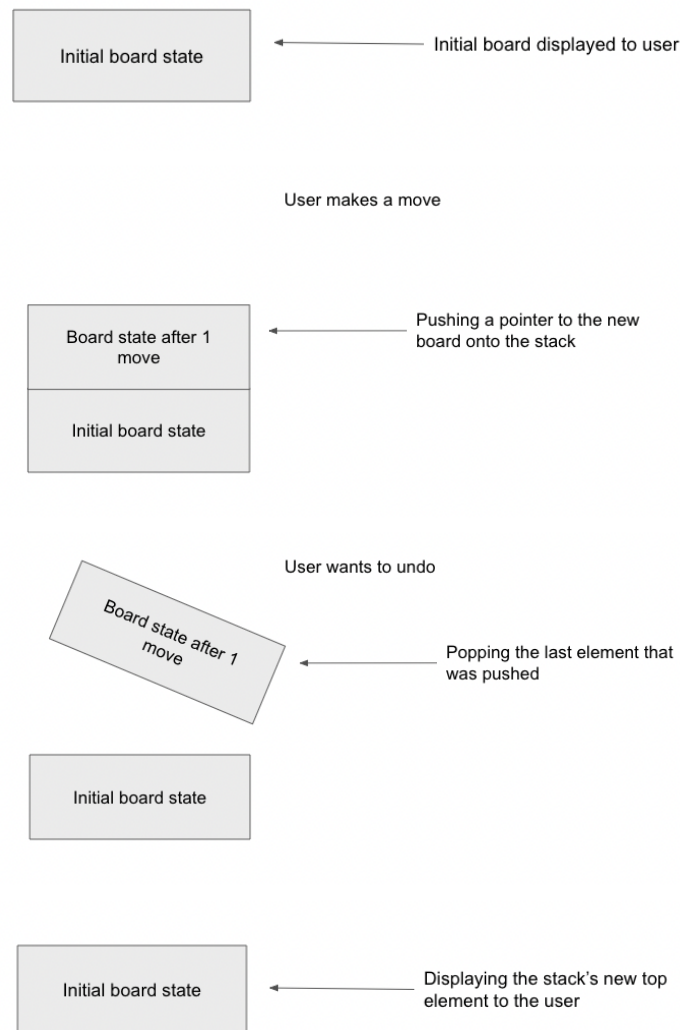 Initial board state
Initial board displayed to user
User makes a move
Board state after 1
move
Pushing a pointer to the new
board onto the stack
Initial board state
User wants to undo
Board state after 1
move
Popping the last element that
was pushed
Initial board state
Initial board state
Displaying the stack's new top
element to the user